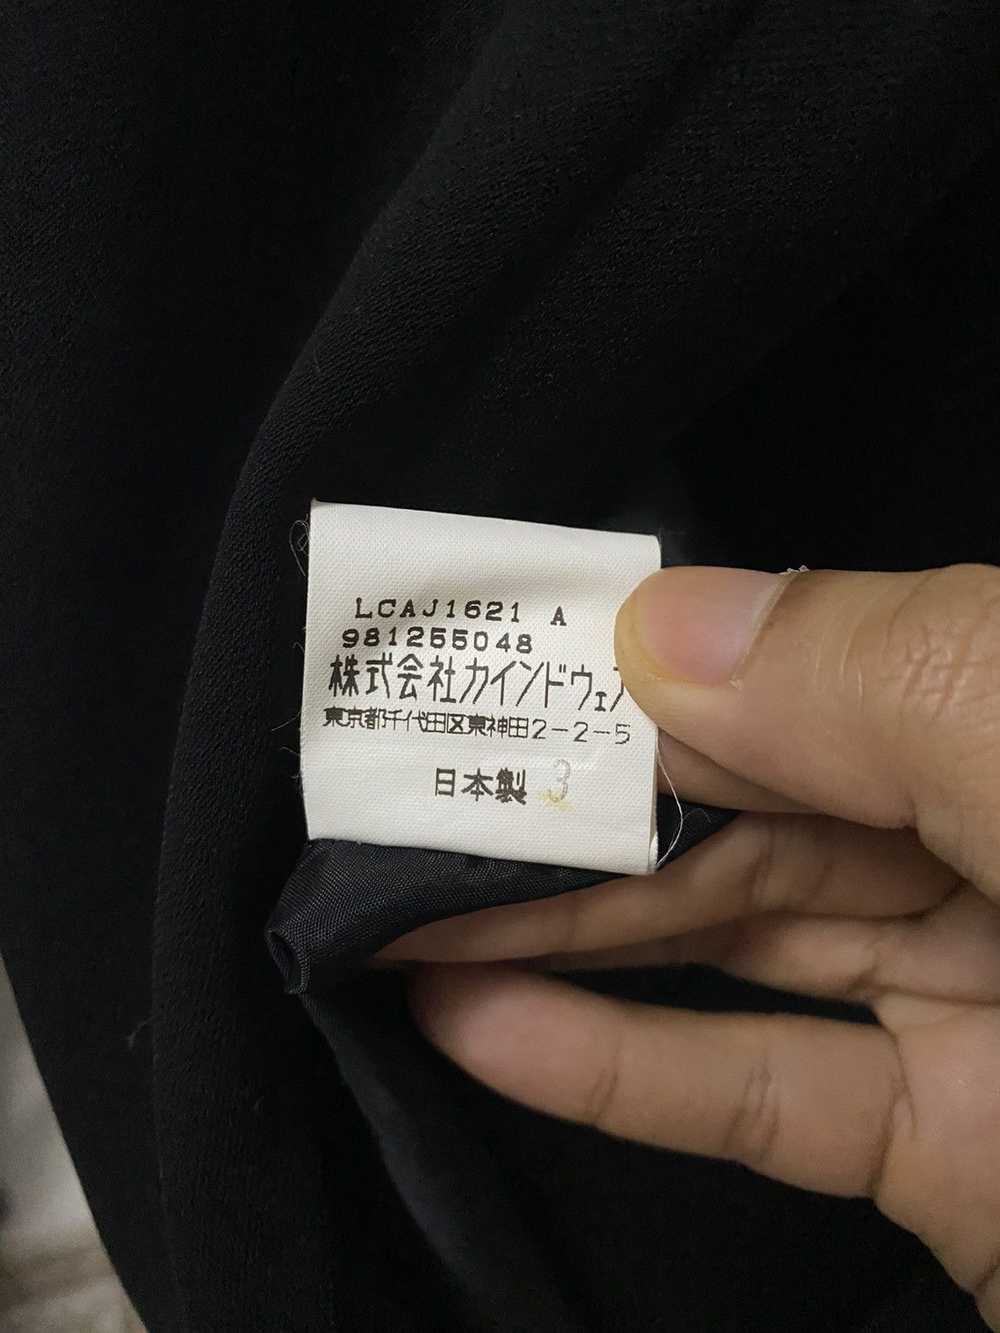 LCAJ1621 A
981255048
株式会社カインドウェア
東京都千代田区東神田2-2-5
日本製 3